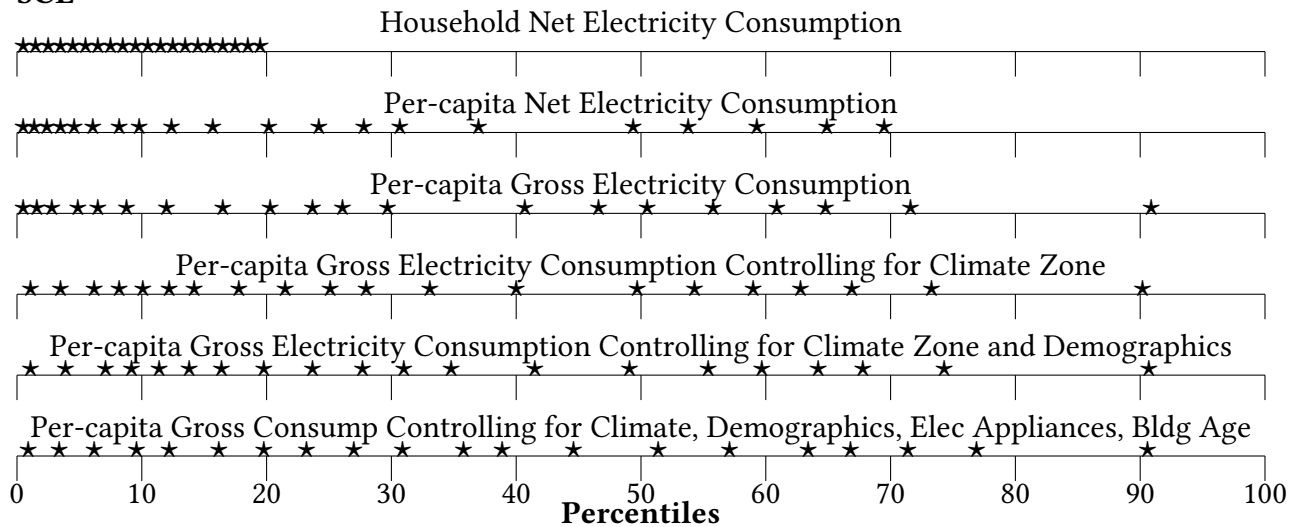 Household Net Electricity Consumption
Per-capita Net Electricity Consumption
Per-capita Gross Electricity Consumption
Per-capita Gross Electricity Consumption Controlling for Climate Zone
Per-capita Gross Electricity Consumption Controlling for Climate Zone and Demographics
Per-capita Gross Consump Controlling for Climate, Demographics, Elec Appliances, Bldg Age
0 10 20 30 40 50 60 70 80 90 100
Percentiles